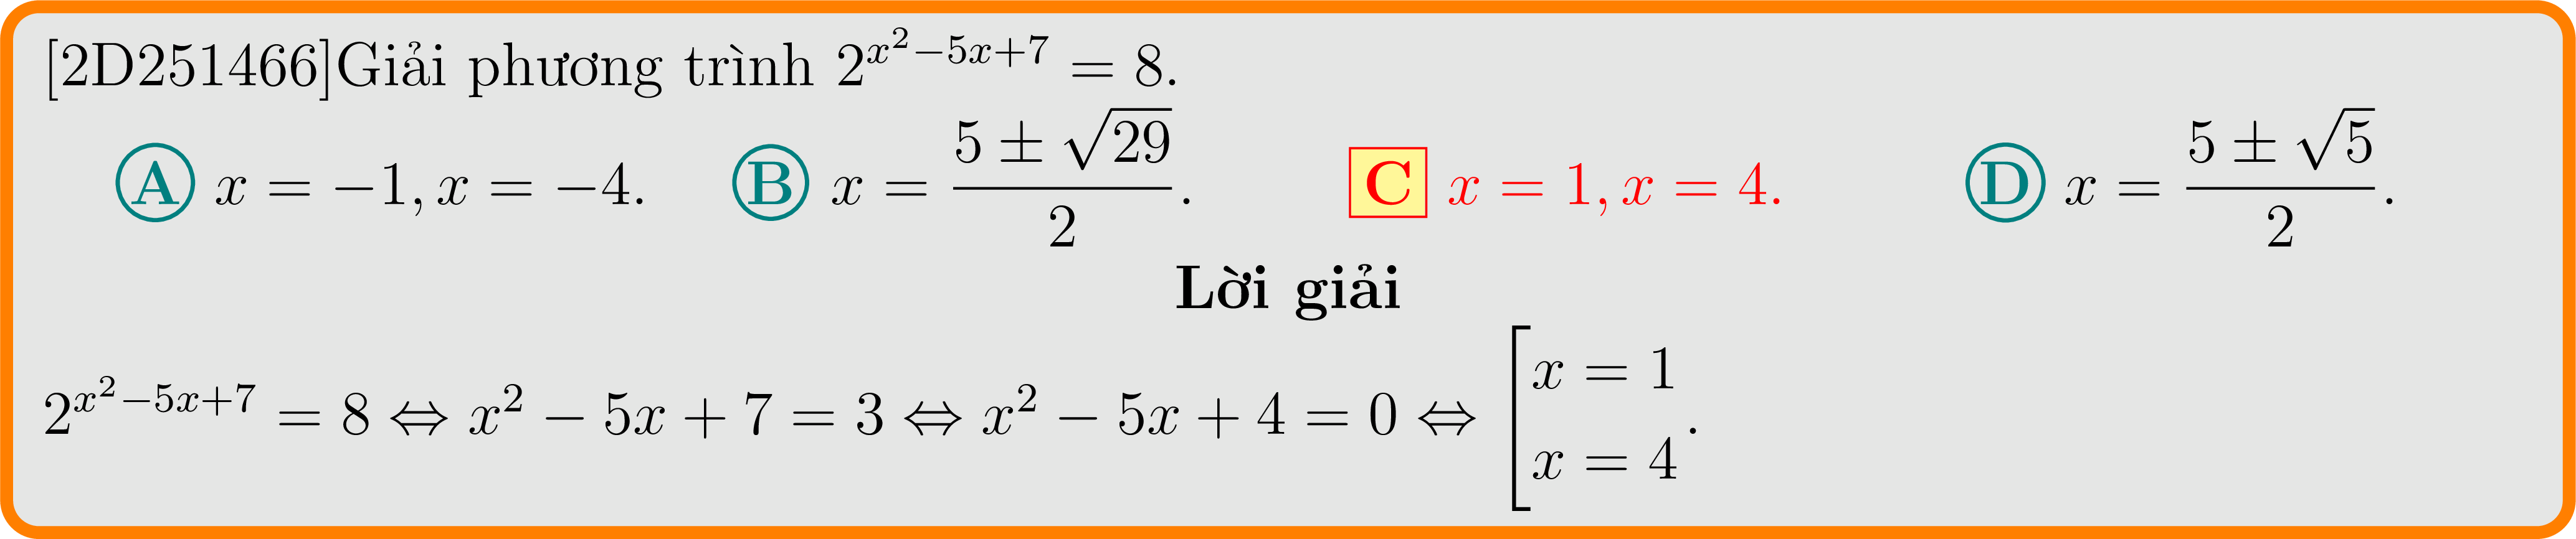 [2D251466]Giải phương trình $2^{x^2-5x+7} = 8$.
A $x = -1, x = -4$. B $x = \dfrac{5 \pm \sqrt{29}}{2}$. C $x = 1, x = 4$. D $x = \dfrac{5 \pm \sqrt{5}}{2}$.
Lời giải
$2^{x^2-5x+7} = 8 \Leftrightarrow x^2 - 5x + 7 = 3 \Leftrightarrow x^2 - 5x + 4 = 0 \Leftrightarrow \left[\begin{array}{l} x = 1 \\ x = 4 \end{array}\right.$.